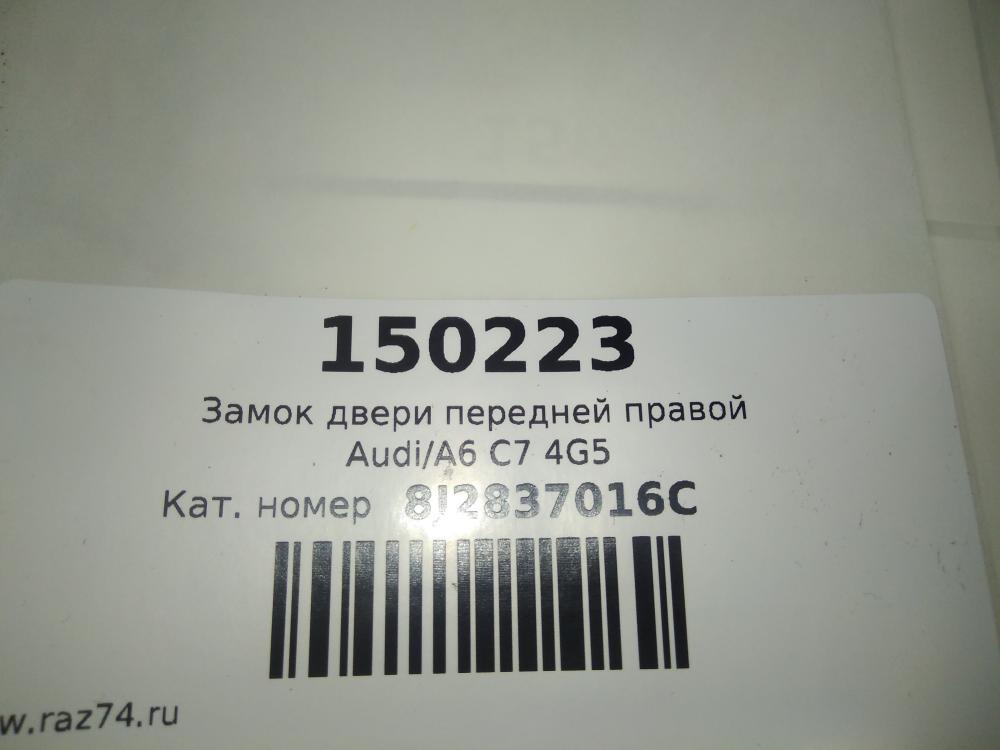 150223
Замок двери передней правой
Audi/A6 C7 4G5
Кат. номер 8J2837016C
w.raz74.ru